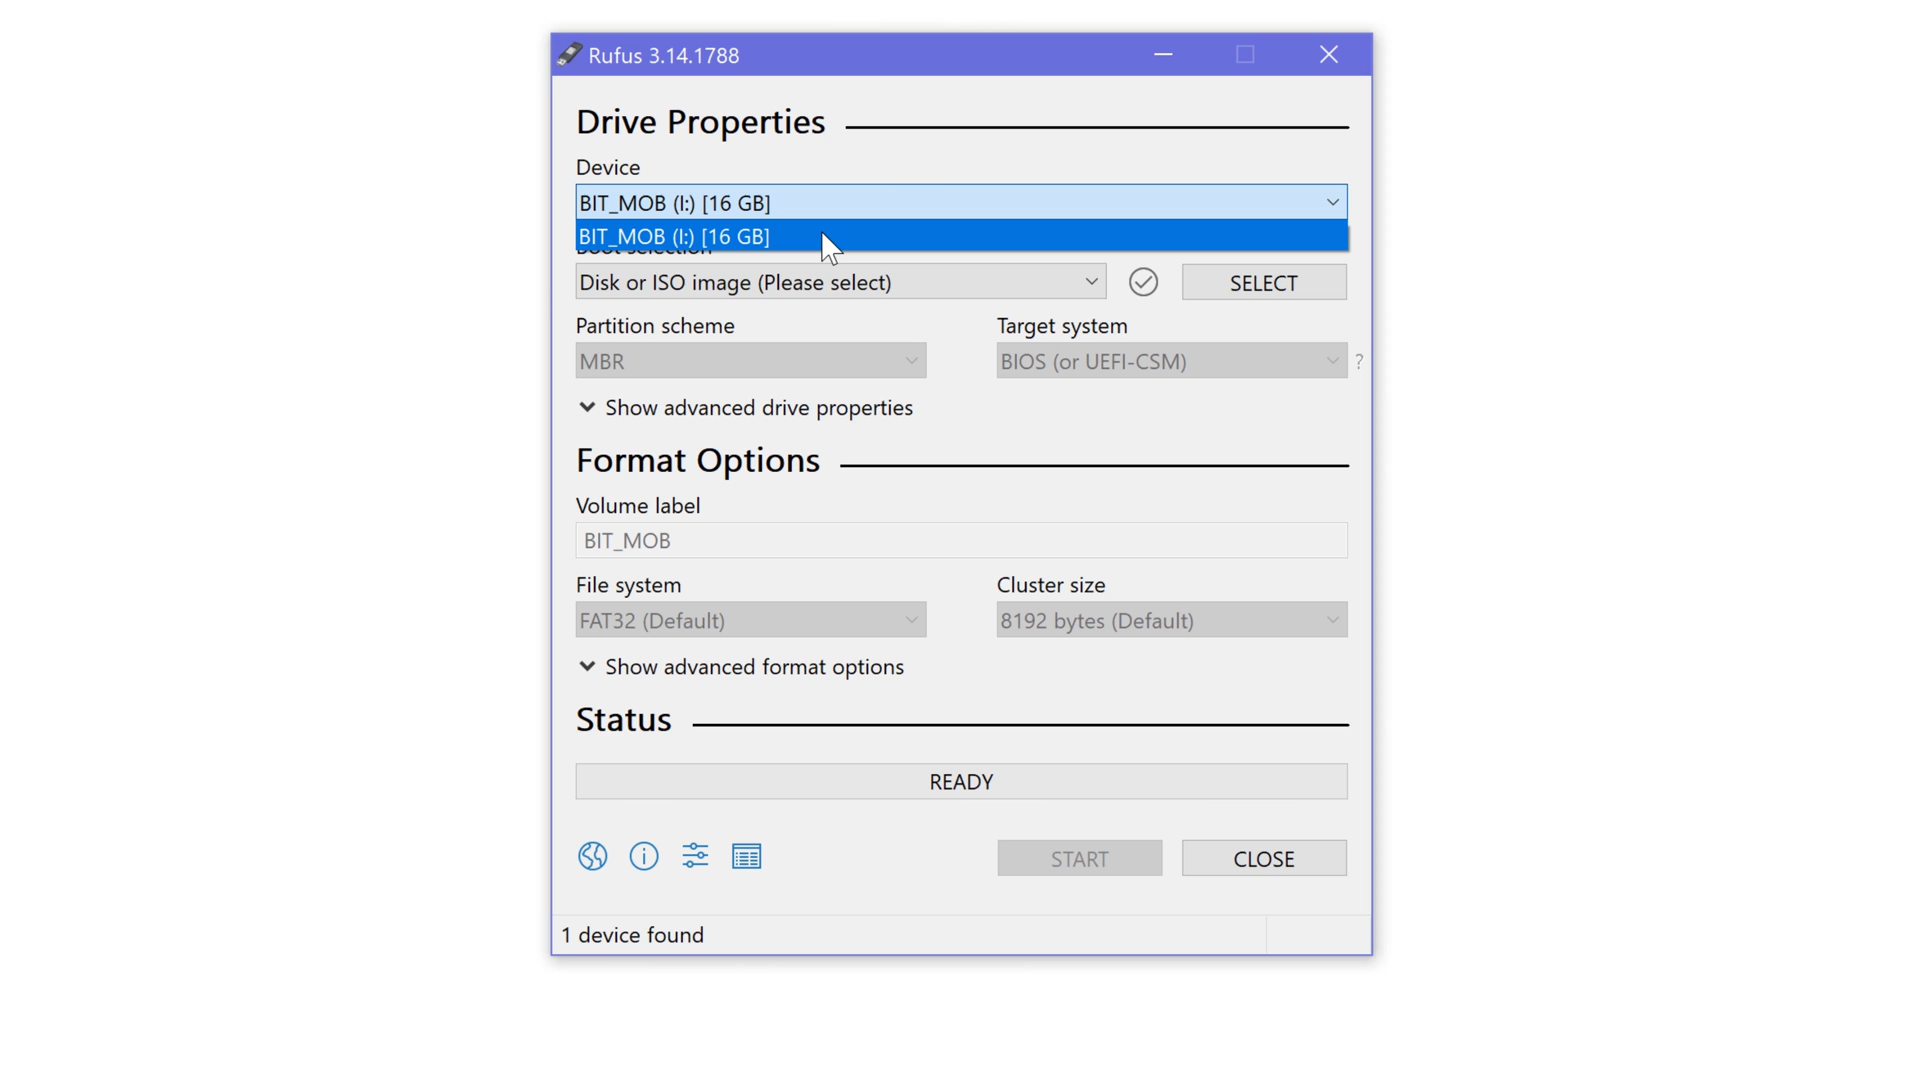 Rufus 3.14.1788
Drive Properties
Device
BIT_MOB (I:) [16 GB]
BIT_MOB (I:) [16 GB]
Boot selection
Disk or ISO image (Please select)
SELECT
Partition scheme
Target system
MBR
BIOS (or UEFI-CSM)
?
Show advanced drive properties
Format Options
Volume label
BIT_MOB
File system
Cluster size
FAT32 (Default)
8192 bytes (Default)
Show advanced format options
Status
READY
START
CLOSE
1 device found